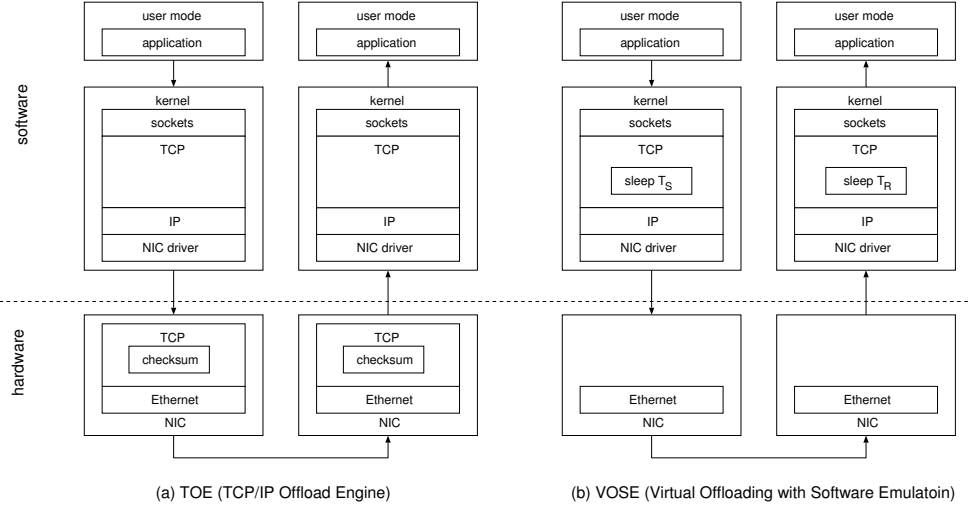 user mode
application
user mode
application
user mode
application
user mode
application
software
kernel
sockets
TCP
IP
NIC driver
kernel
sockets
TCP
IP
NIC driver
kernel
sockets
TCP
sleep T_S
IP
NIC driver
kernel
sockets
TCP
sleep T_R
IP
NIC driver
hardware
TCP
checksum
Ethernet
NIC
TCP
checksum
Ethernet
NIC
Ethernet
NIC
Ethernet
NIC
(a) TOE (TCP/IP Offload Engine)
(b) VOSE (Virtual Offloading with Software Emulatoin)